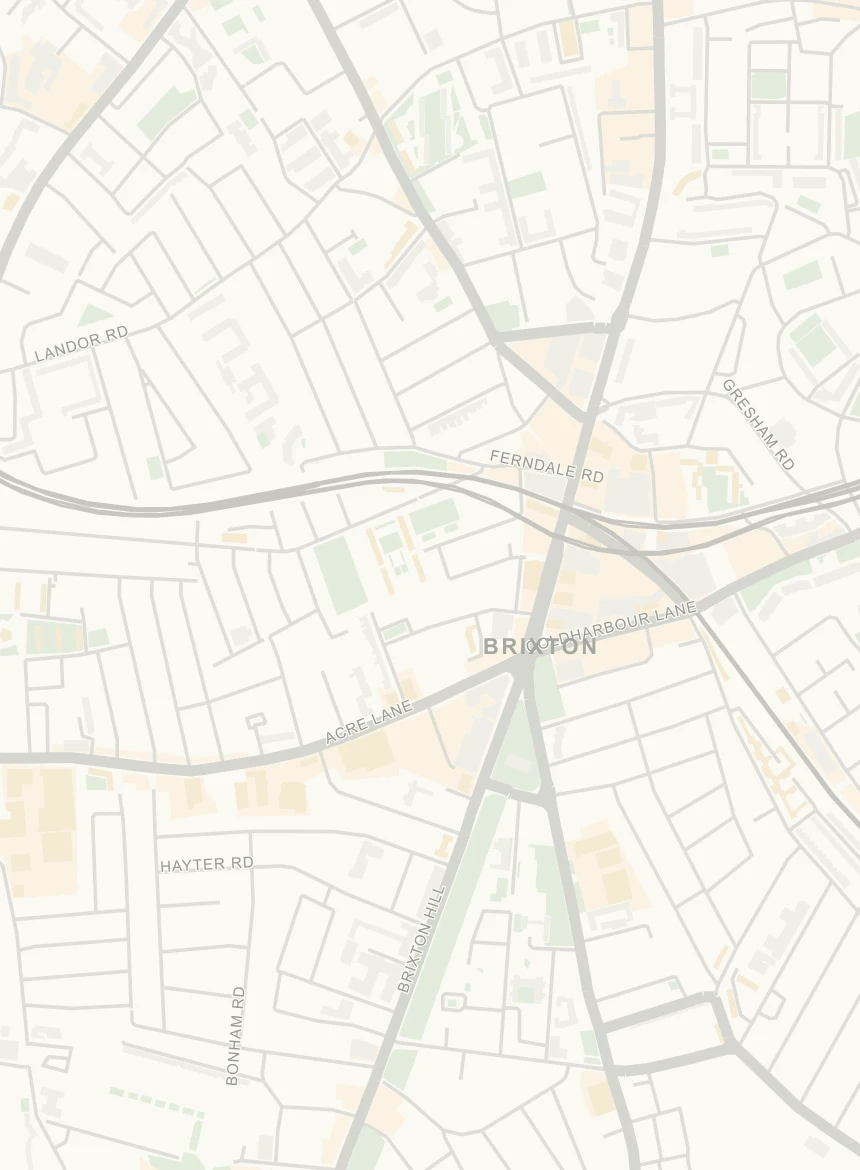 LANDOR RD
GRESHAM RD
FERNDALE RD
COLDHARBOUR LANE
BRIXTON
ACRE LANE
HAYTER RD
BRIXTON HILL
BONHAM RD